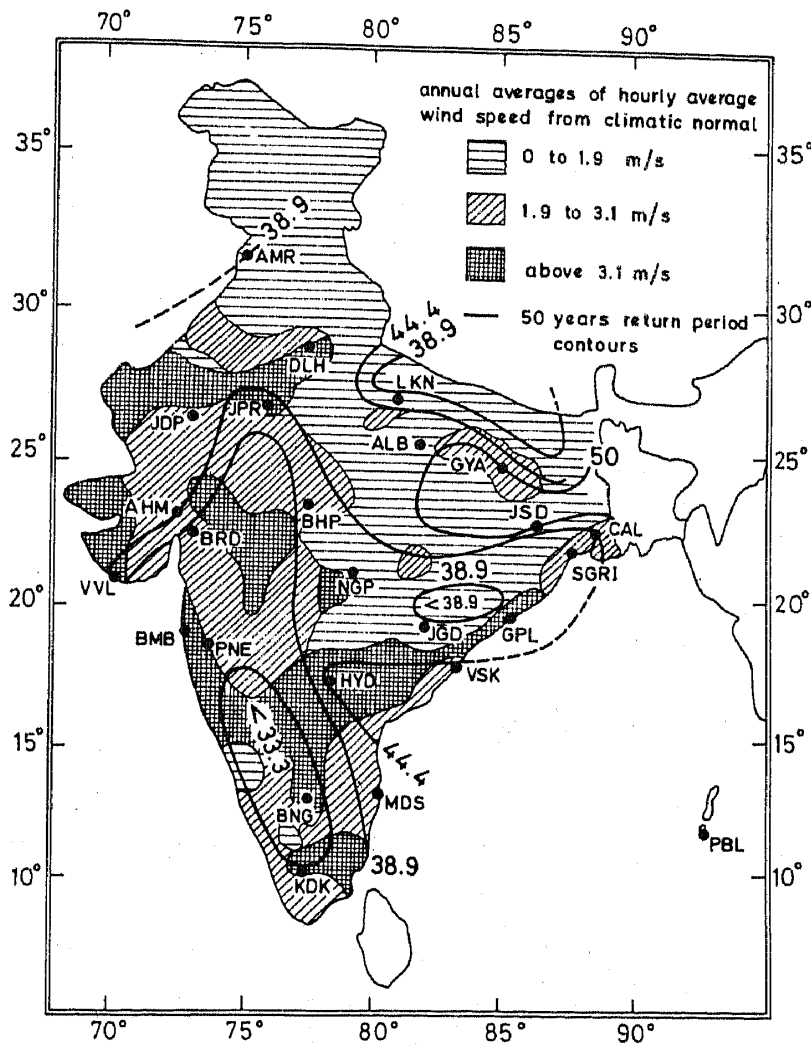 70° 75° 80° 85° 90°
annual averages of hourly average
wind speed from climatic normal
0 to 1.9 m/s
1.9 to 3.1 m/s
above 3.1 m/s
50 years return period
contours
35° 35°
38.9
AMR
30° 30°
44.4
38.9
DLH
LKN
JDP
JPR
ALB
25° 25°
GYA
50
AHM
BHP
JSD
CAL
BRD
SGRI
VVL
NGP
38.9
< 38.9
20° 20°
BMB
PNE
JGD
GPL
HYD
VSK
<33.3
15° 15°
44.4
BNG
MDS
PBL
38.9
10° 10°
KDK
70° 75° 80° 85° 90°